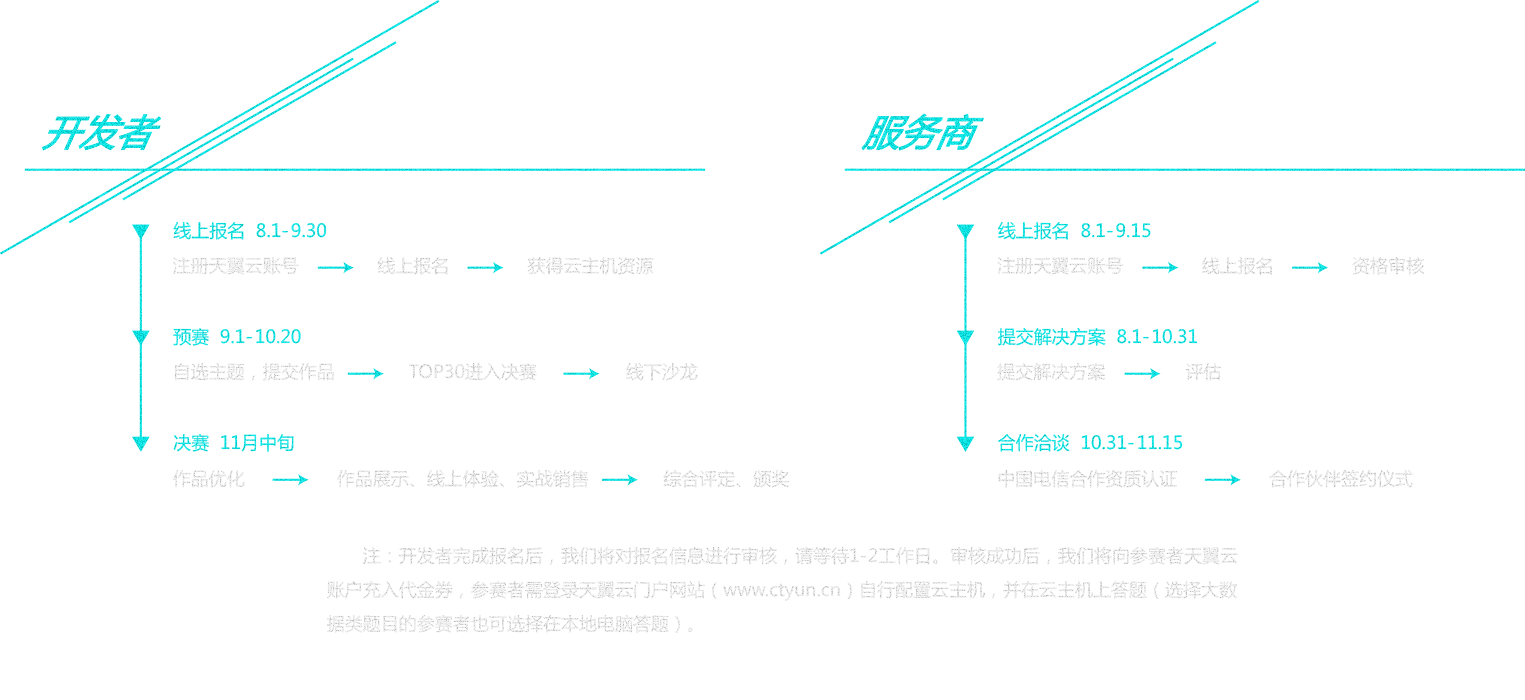 开发者
线上报名 8.1-9.30
注册天翼云账号 线上报名 获得云主机资源
预赛 9.1-10.20
自选主题，提交作品 TOP30进入决赛 线下沙龙
决赛 11月中旬
作品优化 作品展示、线上体验、实战销售 综合评定、颁奖
服务商
线上报名 8.1-9.15
注册天翼云账号 线上报名 资格审核
提交解决方案 8.1-10.31
提交解决方案 评估
合作洽谈 10.31-11.15
中国电信合作资质认证 合作伙伴签约仪式
注：开发者完成报名后，我们将对报名信息进行审核，请等待1-2工作日。审核成功后，我们将向参赛者天翼云
账户充入代金券，参赛者需登录天翼云门户网站（www.ctyun.cn）自行配置云主机，并在云主机上答题（选择大数
据类题目的参赛者也可选择在本地电脑答题）。